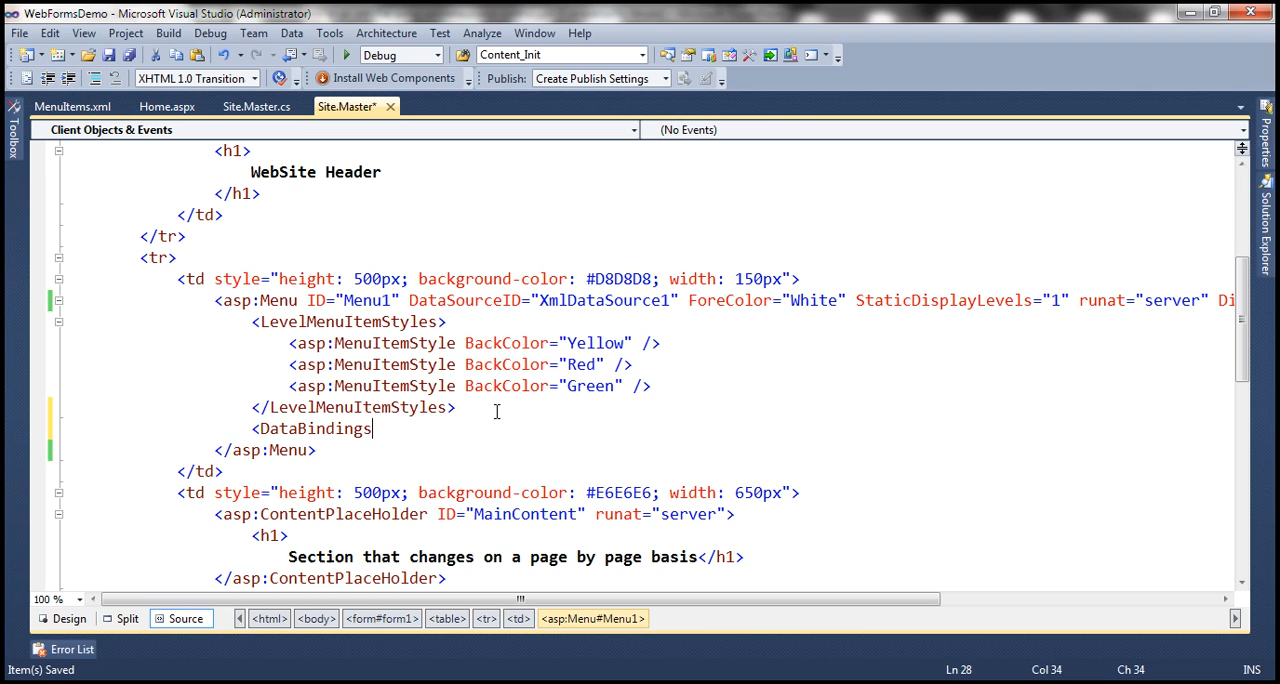 WebFormsDemo - Microsoft Visual Studio (Administrator)
File Edit View Project Build Debug Team Data Tools Architecture Test Analyze Window Help
Debug Content_Init
XHTML 1.0 Transition Install Web Components Publish: Create Publish Settings
MenuItems.xml Home.aspx Site.Master.cs Site.Master*
Client Objects & Events (No Events)
Toolbox
Properties
Solution Explorer
<h1>
WebSite Header
</h1>
</td>
</tr>
<tr>
<td style="height: 500px; background-color: #D8D8D8; width: 150px">
<asp:Menu ID="Menu1" DataSourceID="XmlDataSource1" ForeColor="White" StaticDisplayLevels="1" runat="server" Di
<LevelMenuItemStyles>
<asp:MenuItemStyle BackColor="Yellow" />
<asp:MenuItemStyle BackColor="Red" />
<asp:MenuItemStyle BackColor="Green" />
</LevelMenuItemStyles>
<DataBindings
</asp:Menu>
</td>
<td style="height: 500px; background-color: #E6E6E6; width: 650px">
<asp:ContentPlaceHolder ID="MainContent" runat="server">
<h1>
Section that changes on a page by page basis</h1>
</asp:ContentPlaceHolder>
100 %
Design Split Source <html> <body> <form#form1> <table> <tr> <td> <asp:Menu#Menu1>
Error List
Item(s) Saved Ln 28 Col 34 Ch 34 INS